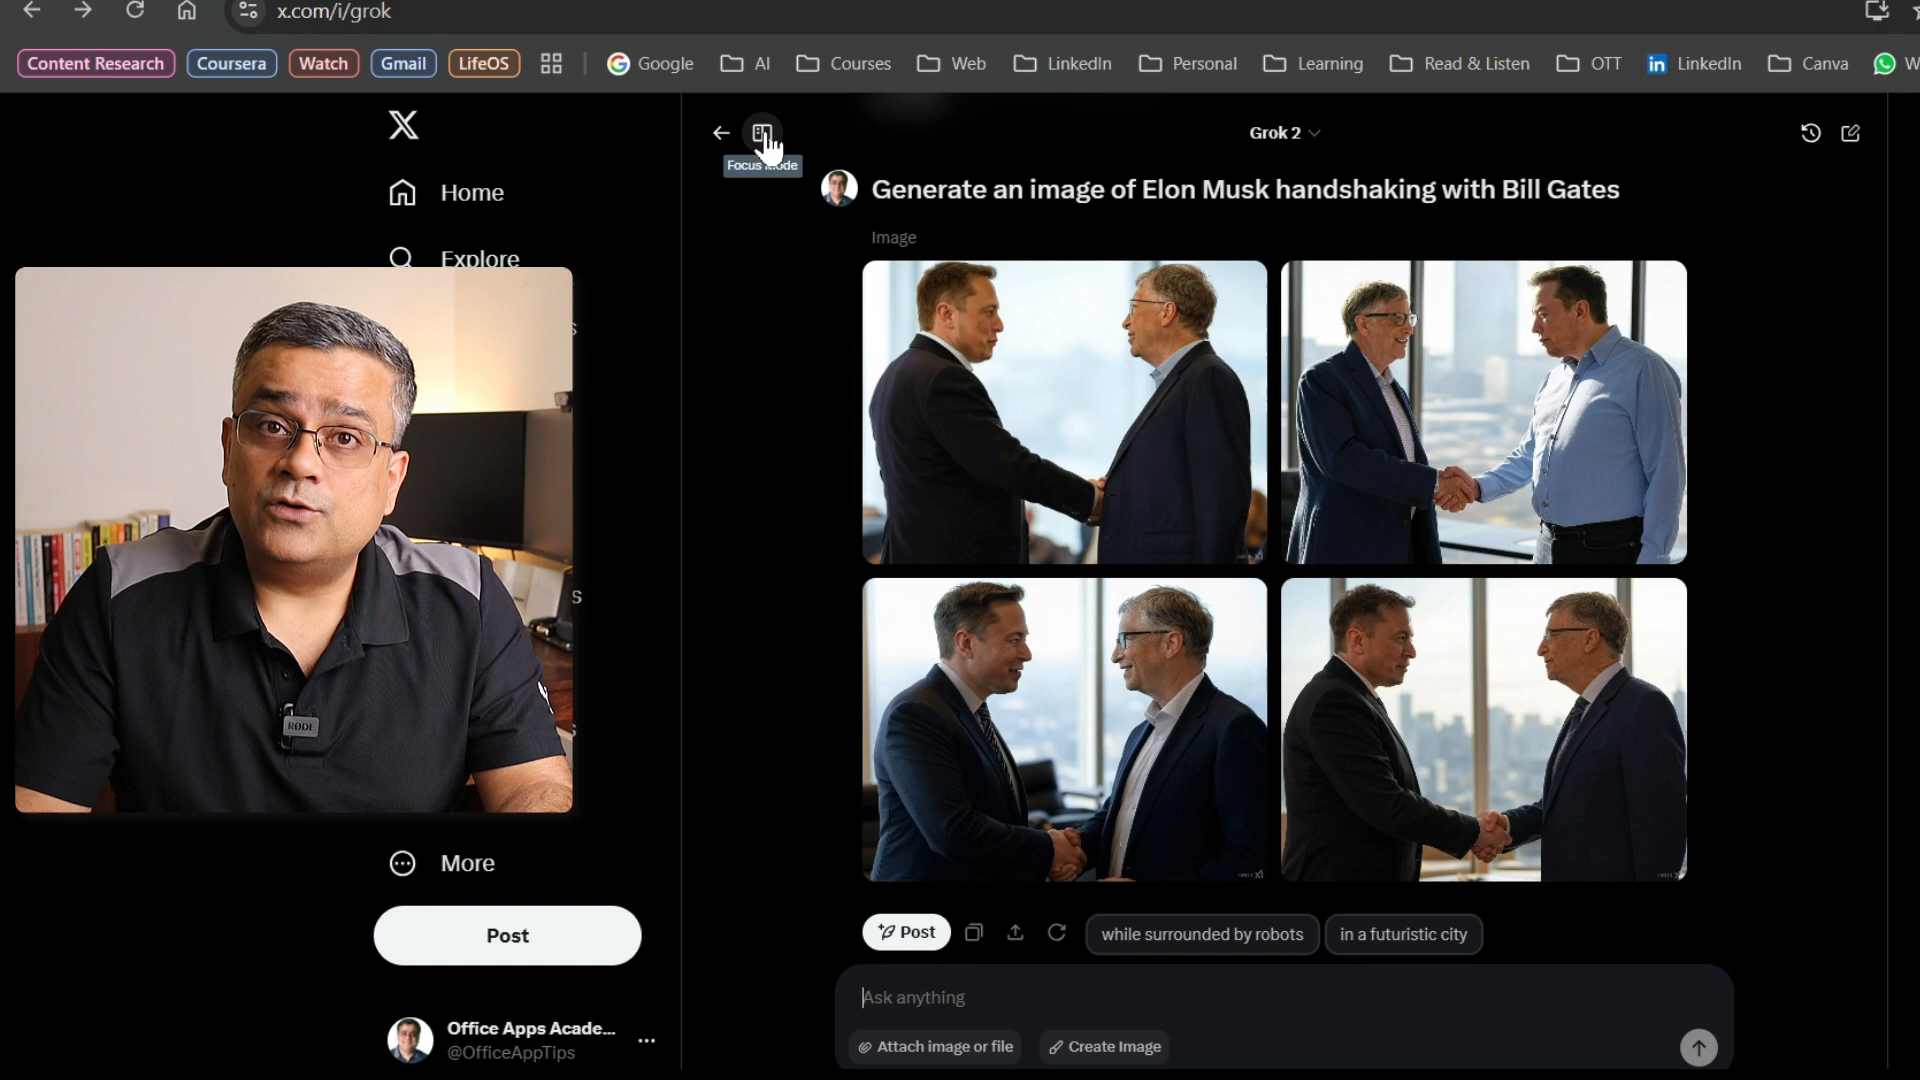 x.com/i/grok
Content Research
Coursera
Watch
Gmail
LifeOS
Google
AI
Courses
Web
LinkedIn
Personal
Learning
Read & Listen
OTT
in LinkedIn
Canva
W
X
Home
Explore
More
Post
Office Apps Acade...
@OfficeAppTips
RØDE
Grok 2
Focus Mode
Generate an image of Elon Musk handshaking with Bill Gates
Image
Post
while surrounded by robots
in a futuristic city
Ask anything
Attach image or file
Create Image